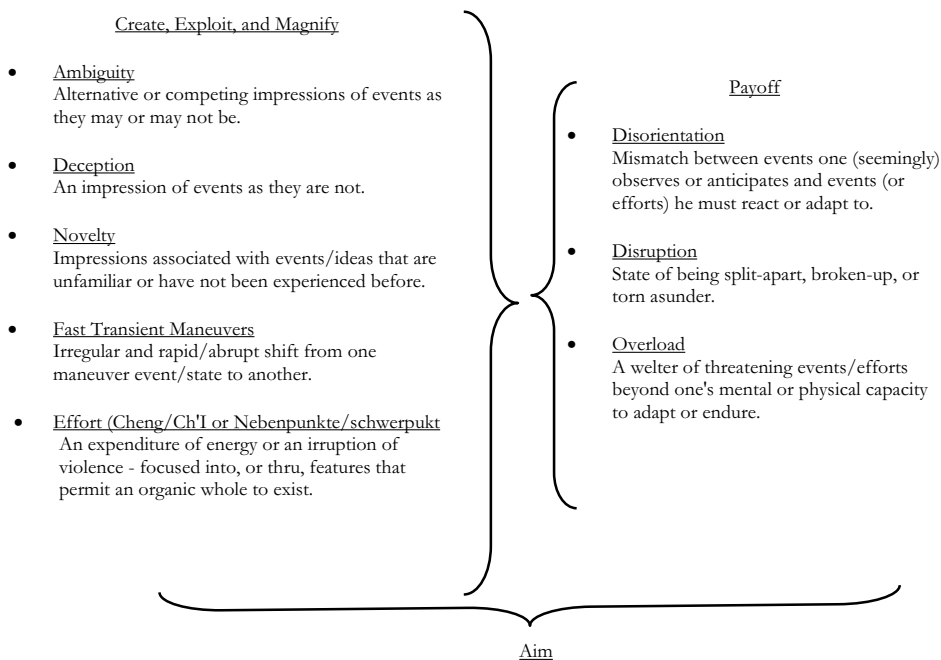 Create, Exploit, and Magnify
• Ambiguity
Alternative or competing impressions of events as
they may or may not be.
• Deception
An impression of events as they are not.
• Novelty
Impressions associated with events/ideas that are
unfamiliar or have not been experienced before.
• Fast Transient Maneuvers
Irregular and rapid/abrupt shift from one
maneuver event/state to another.
• Effort (Cheng/Ch'I or Nebenpunkte/schwerpukt
An expenditure of energy or an irruption of
violence - focused into, or thru, features that
permit an organic whole to exist.
Payoff
• Disorientation
Mismatch between events one (seemingly)
observes or anticipates and events (or
efforts) he must react or adapt to.
• Disruption
State of being split-apart, broken-up, or
torn asunder.
• Overload
A welter of threatening events/efforts
beyond one's mental or physical capacity
to adapt or endure.
Aim